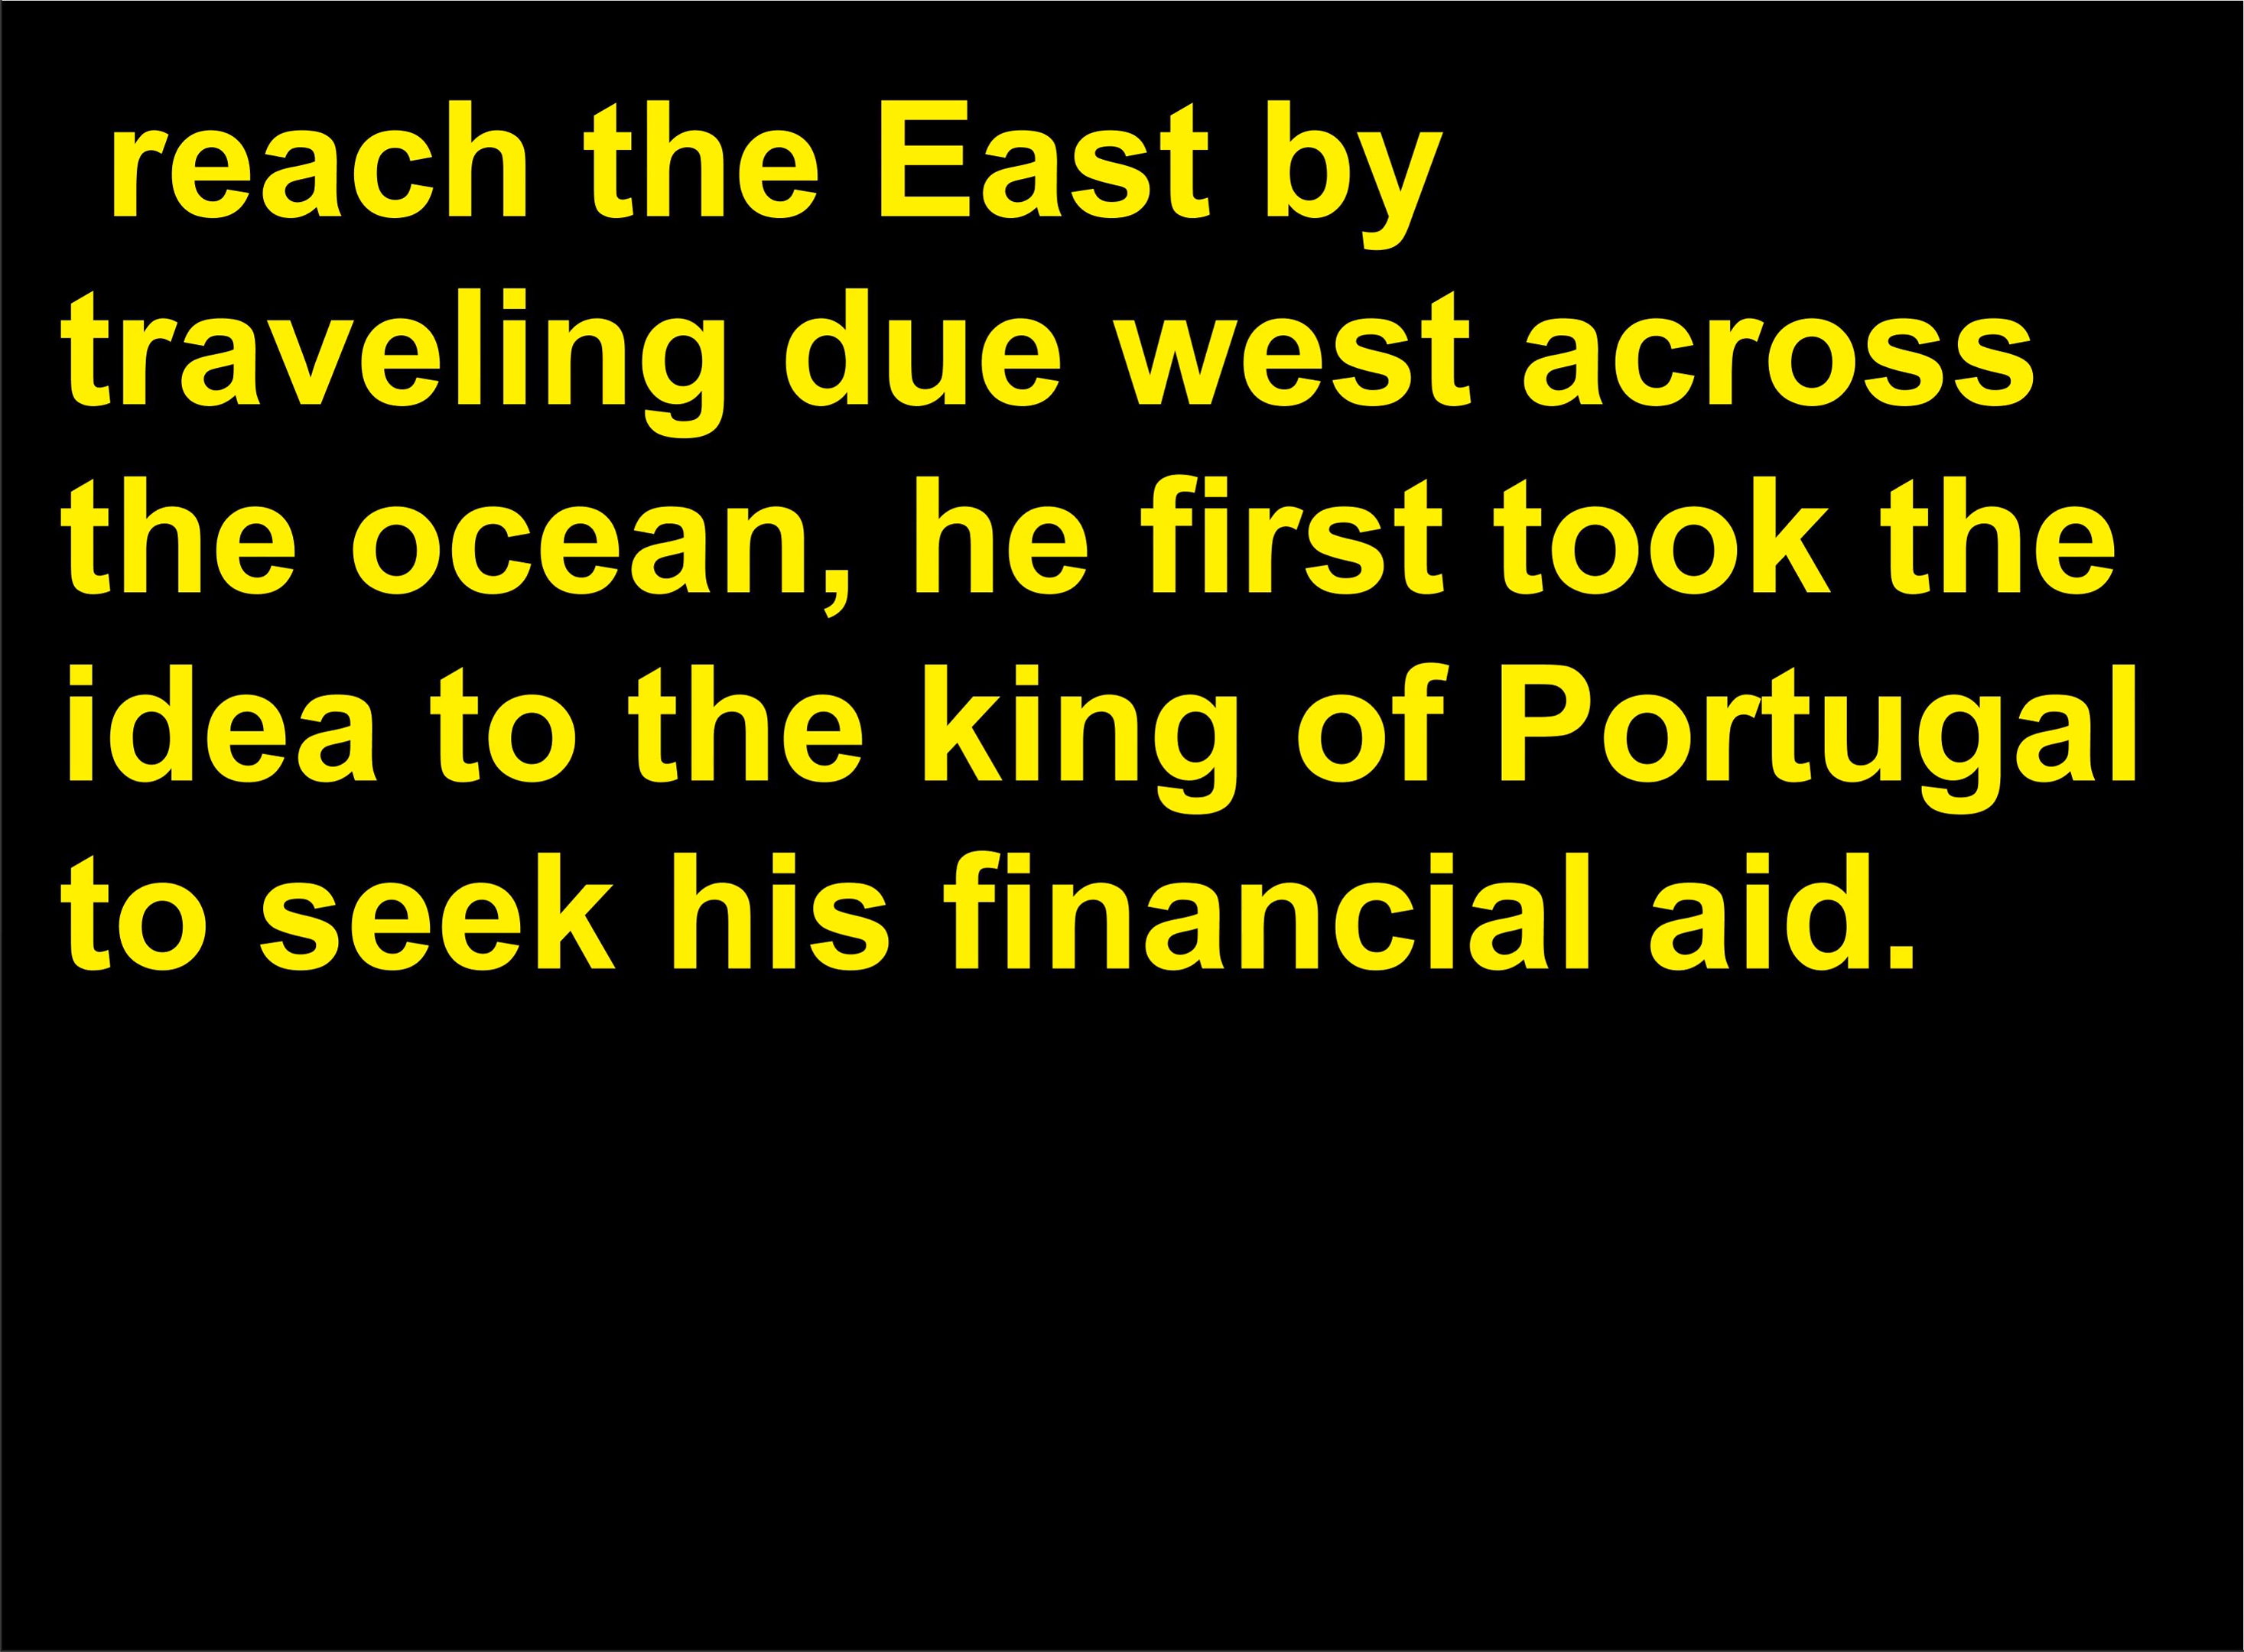 reach the East by
traveling due west across
the ocean, he first took the
idea to the king of Portugal
to seek his financial aid.